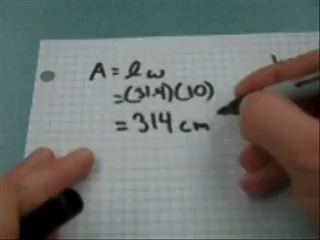 A = lw
= (31.4)(10)
= 314 cm